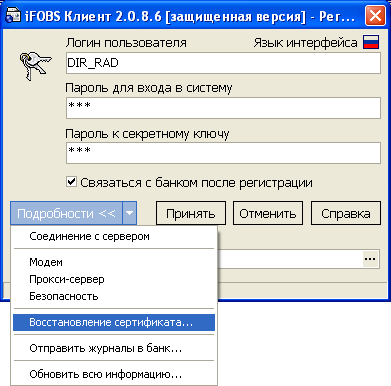 iFOBS Клиент 2.0.8.6 [защищенная версия] - Рег...
Логин пользователя
Язык интерфейса
DIR_RAD
Пароль для входа в систему
***
Пароль к секретному ключу
***
Связаться с банком после регистрации
Подробности <<
Принять
Отменить
Справка
Соединение с сервером
...
Модем
Прокси-сервер
Безопасность
Восстановление сертификата...
Отправить журналы в банк...
Обновить всю информацию...